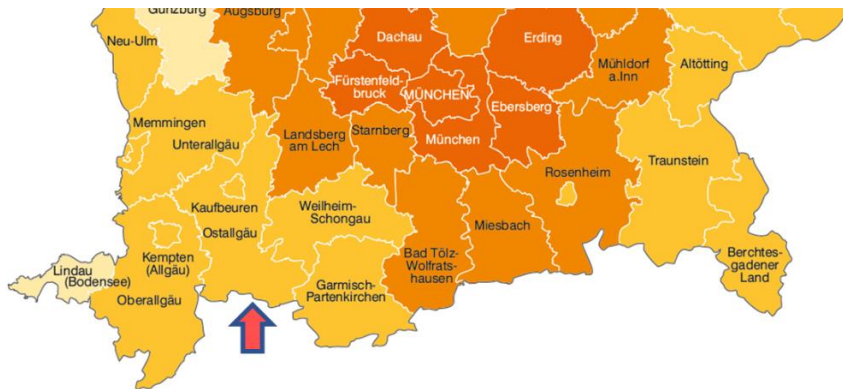 Günzburg
Augsburg
Neu-Ulm
Dachau
Erding
Mühldorf
a.Inn
Altötting
Fürstenfeld-
bruck
MÜNCHEN
Ebersberg
Memmingen
Unterallgäu
Landsberg
am Lech
Starnberg
München
Rosenheim
Traunstein
Kaufbeuren
Ostallgäu
Weilheim-
Schongau
Miesbach
Bad Tölz-
Wolfrats-
hausen
Kempten
(Allgäu)
Lindau
(Bodensee)
Oberallgäu
Garmisch-
Partenkirchen
Berchtes-
gadener
Land